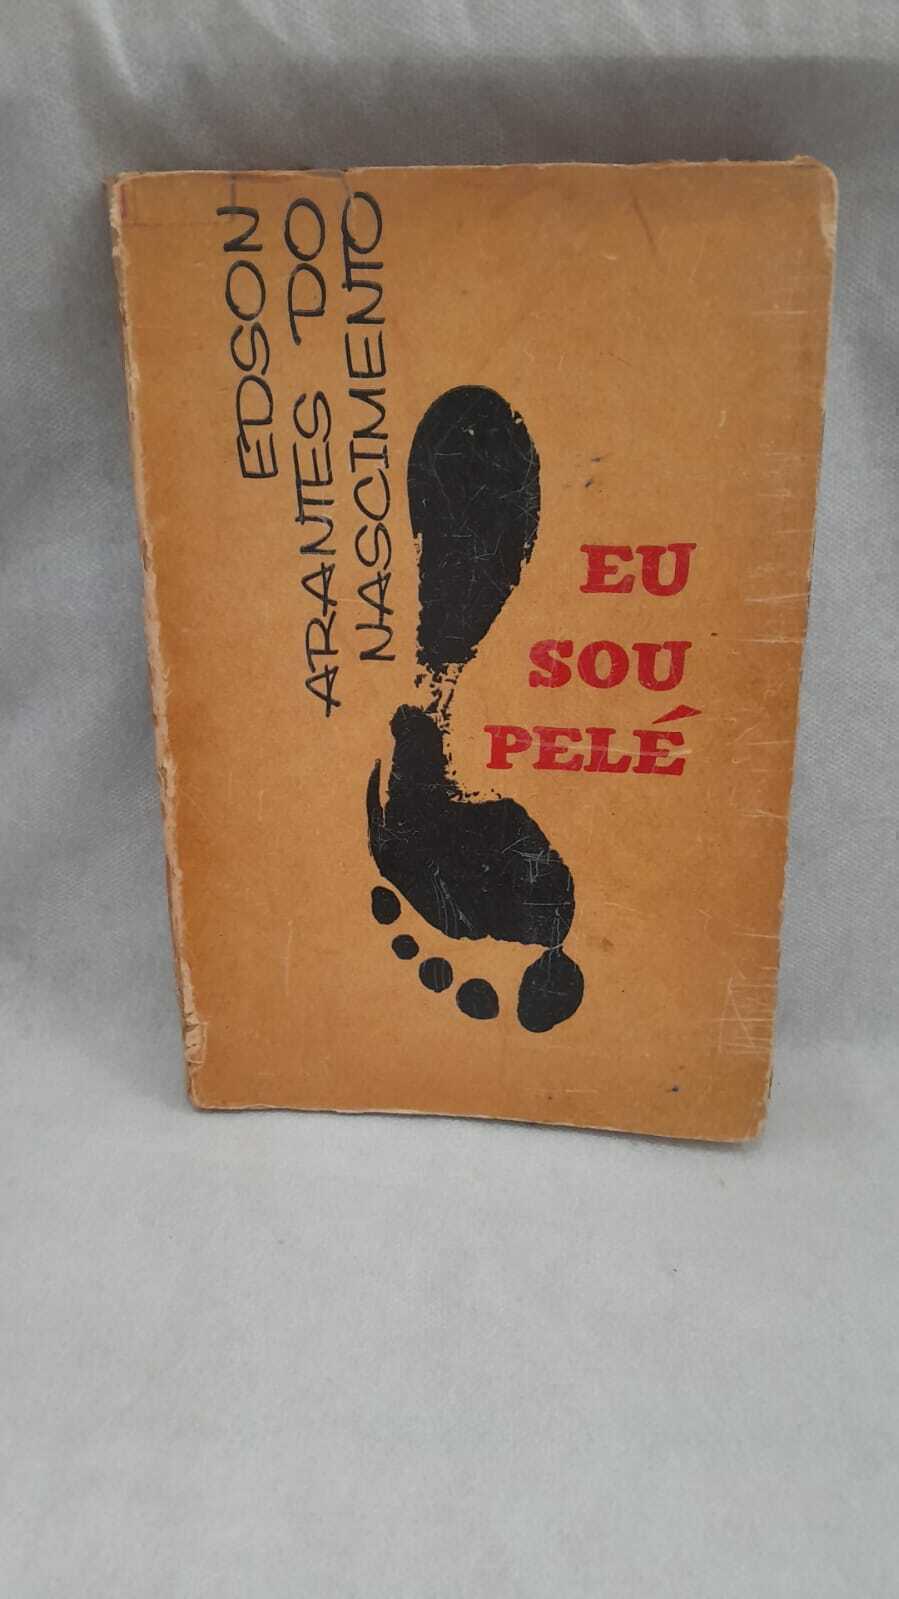 EDSON
ARANTES DO
NASCIMENTO
EU
SOU
PELÉ